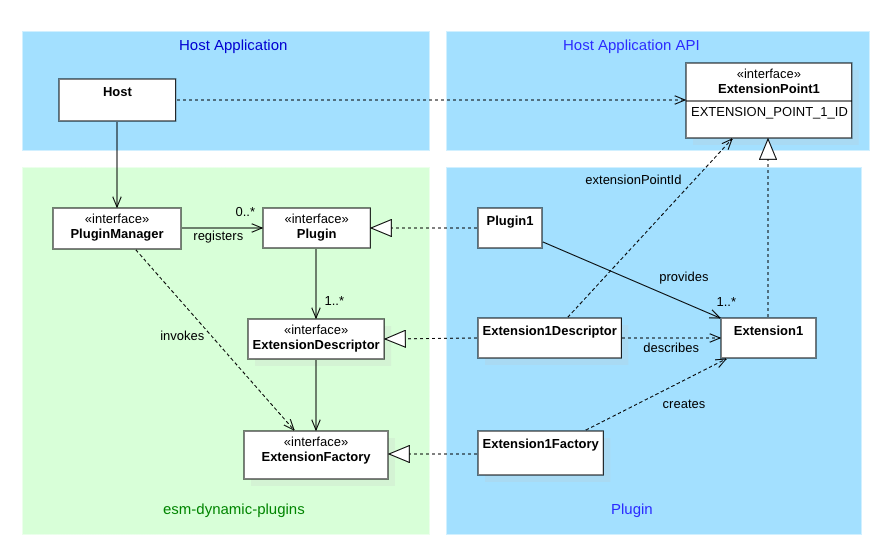 Host Application
Host Application API
Host
«interface»
ExtensionPoint1
EXTENSION_POINT_1_ID
extensionPointId
«interface»
PluginManager
0..*
registers
«interface»
Plugin
Plugin1
provides
1..*
1..*
invokes
«interface»
ExtensionDescriptor
Extension1Descriptor
describes
Extension1
creates
«interface»
ExtensionFactory
Extension1Factory
esm-dynamic-plugins
Plugin